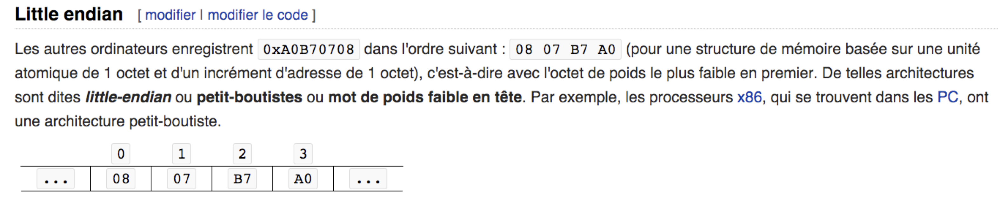 Little endian [ modifier | modifier le code ]
Les autres ordinateurs enregistrent 0xA0B70708 dans l'ordre suivant : 08 07 B7 A0 (pour une structure de mémoire basée sur une unité
atomique de 1 octet et d'un incrément d'adresse de 1 octet), c'est-à-dire avec l'octet de poids le plus faible en premier. De telles architectures
sont dites little-endian ou petit-boutistes ou mot de poids faible en tête. Par exemple, les processeurs x86, qui se trouvent dans les PC, ont
une architecture petit-boutiste.
0 1 2 3
... 08 07 B7 A0 ...